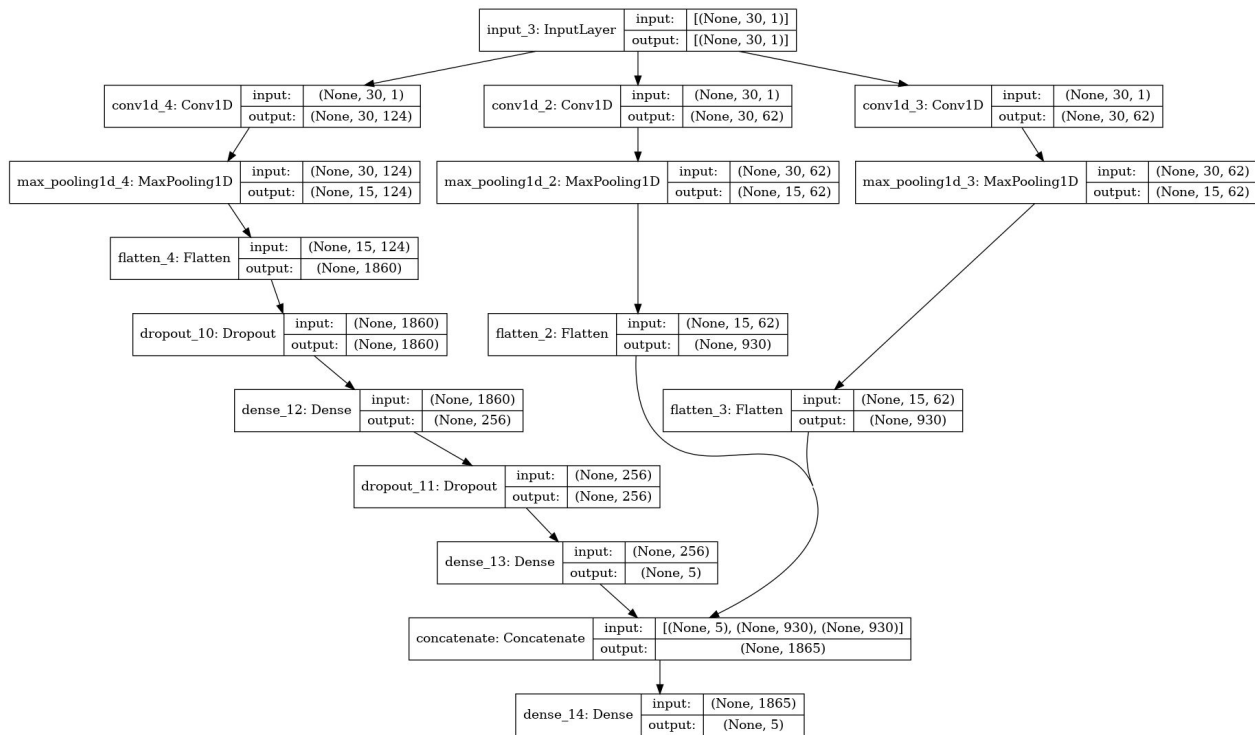 input_3: InputLayer input: [(None, 30, 1)]
output: [(None, 30, 1)]
conv1d_4: Conv1D input: (None, 30, 1)
output: (None, 30, 124)
conv1d_2: Conv1D input: (None, 30, 1)
output: (None, 30, 62)
conv1d_3: Conv1D input: (None, 30, 1)
output: (None, 30, 62)
max_pooling1d_4: MaxPooling1D input: (None, 30, 124)
output: (None, 15, 124)
max_pooling1d_2: MaxPooling1D input: (None, 30, 62)
output: (None, 15, 62)
max_pooling1d_3: MaxPooling1D input: (None, 30, 62)
output: (None, 15, 62)
flatten_4: Flatten input: (None, 15, 124)
output: (None, 1860)
dropout_10: Dropout input: (None, 1860)
output: (None, 1860)
flatten_2: Flatten input: (None, 15, 62)
output: (None, 930)
dense_12: Dense input: (None, 1860)
output: (None, 256)
flatten_3: Flatten input: (None, 15, 62)
output: (None, 930)
dropout_11: Dropout input: (None, 256)
output: (None, 256)
dense_13: Dense input: (None, 256)
output: (None, 5)
concatenate: Concatenate input: [(None, 5), (None, 930), (None, 930)]
output: (None, 1865)
dense_14: Dense input: (None, 1865)
output: (None, 5)